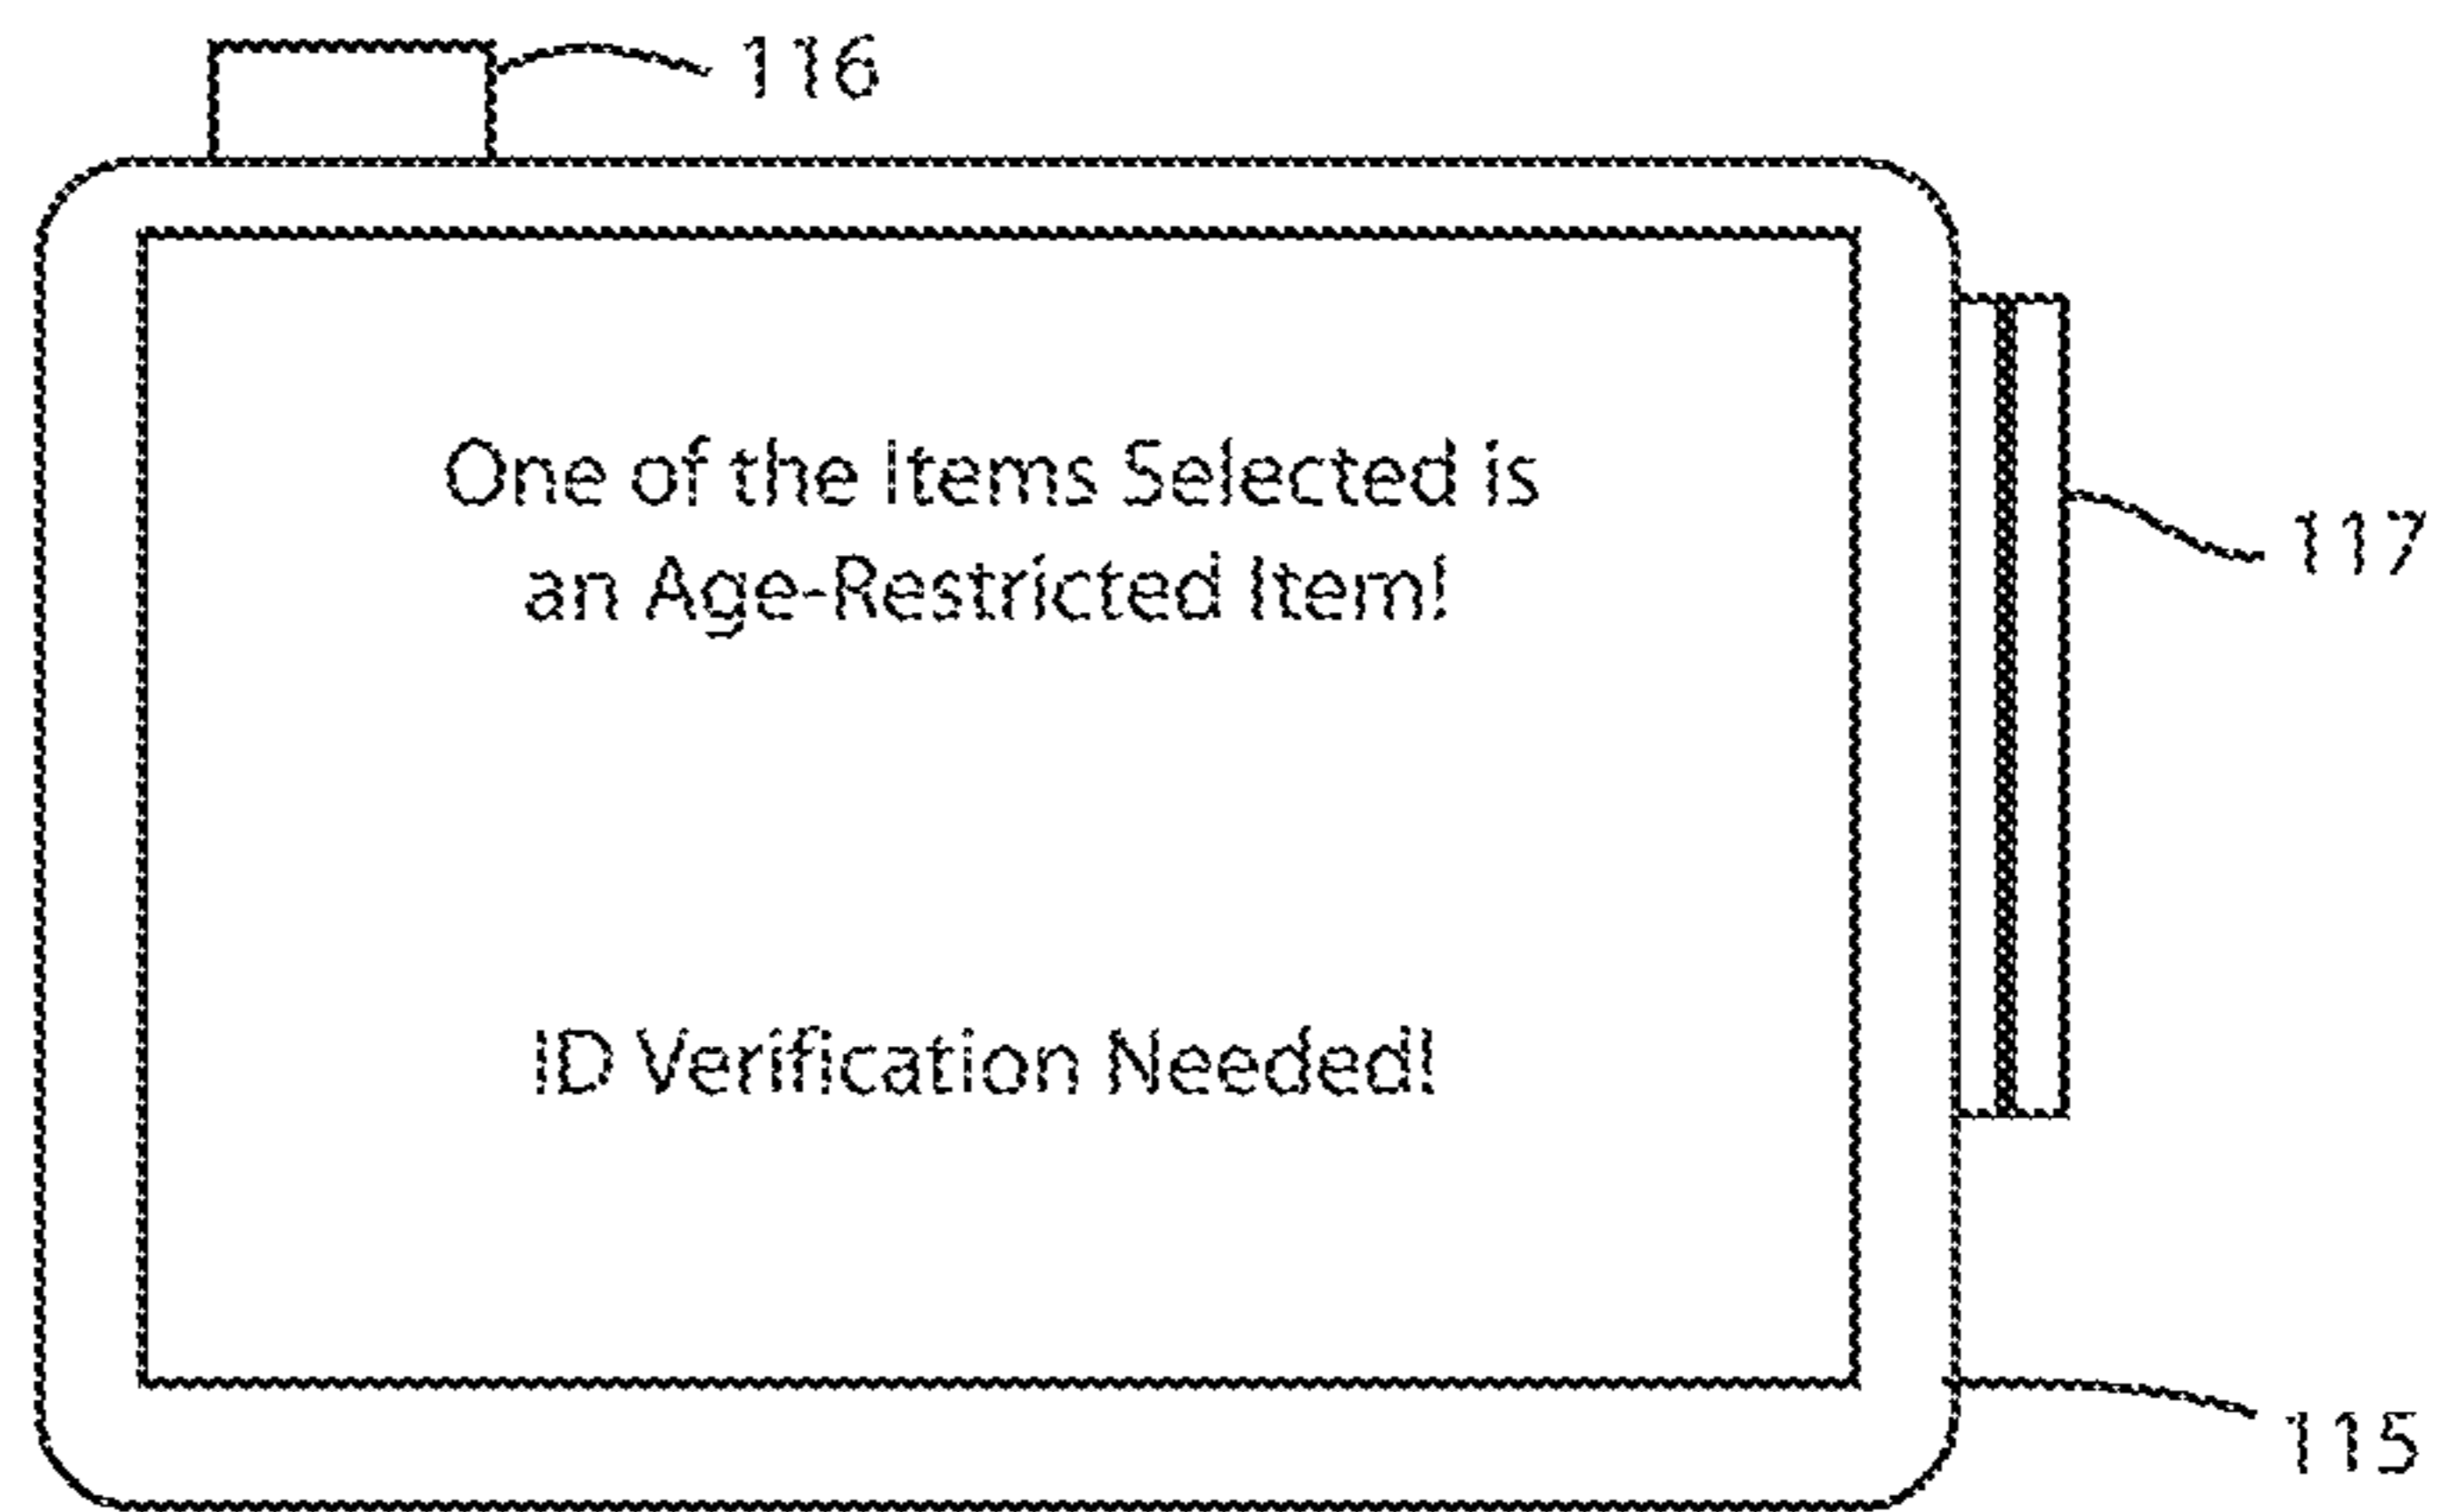 116
One of the Items Selected is
an Age-Restricted Item!
117
ID Verification Needed!
115